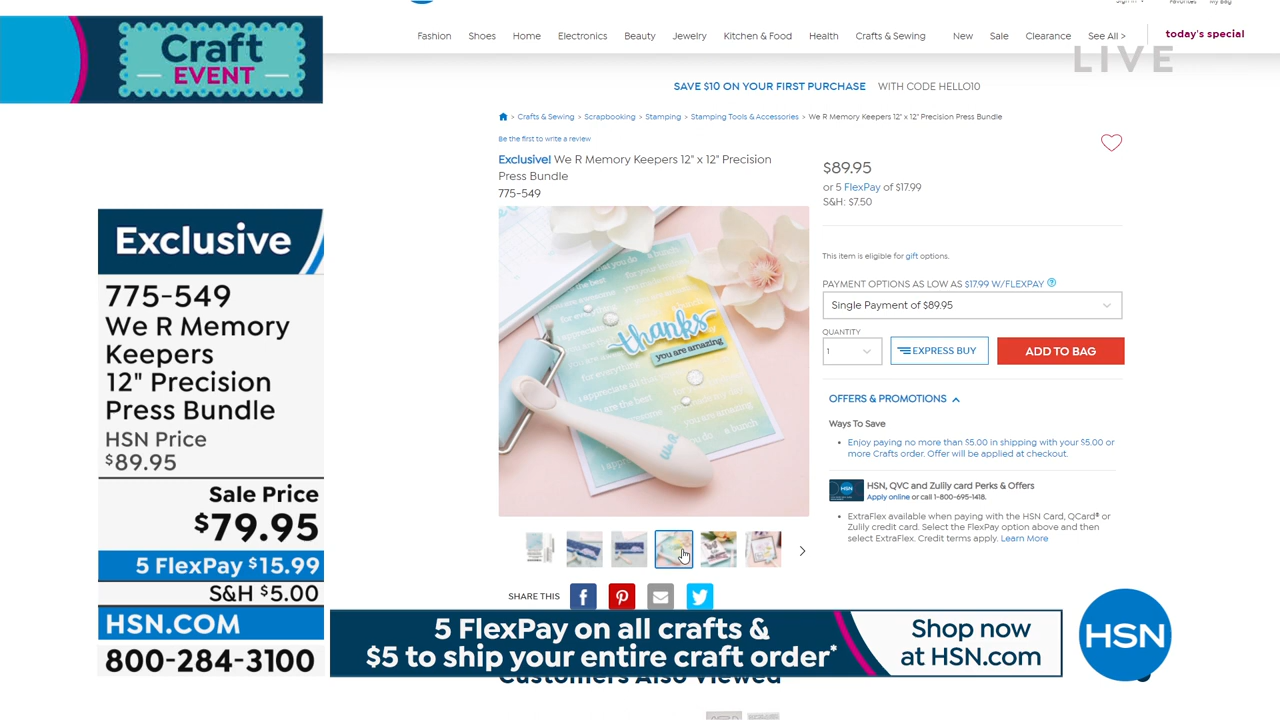 Craft
EVENT
Fashion Shoes Home Electronics Beauty Jewelry Kitchen & Food Health Crafts & Sewing New Sale Clearance See All > today's special
LIVE
SAVE $10 ON YOUR FIRST PURCHASE WITH CODE HELLO10
> Crafts & Sewing > Scrapbooking > Stamping > Stamping Tools & Accessories > We R Memory Keepers 12" x 12" Precision Press Bundle
Be the first to write a review
Exclusive! We R Memory Keepers 12" x 12" Precision
Press Bundle
775-549
thanks
you are amazing
$89.95
or 5 FlexPay of $17.99
S&H: $7.50
This item is eligible for gift options.
PAYMENT OPTIONS AS LOW AS $17.99 W/FLEXPAY
Single Payment of $89.95
QUANTITY
1
EXPRESS BUY
ADD TO BAG
OFFERS & PROMOTIONS
Ways To Save
• Enjoy paying no more than $5.00 in shipping with your $5.00 or
more Crafts order. Offer will be applied at checkout.
HSN, QVC and Zulily card Perks & Offers
Apply online or call 1-800-695-1418.
• ExtraFlex available when paying with the HSN Card, QCard® or
Zulily credit card. Select the FlexPay option above and then
select ExtraFlex. Credit terms apply. Learn More
SHARE THIS
Exclusive
775-549
We R Memory
Keepers
12" Precision
Press Bundle
HSN Price
$89.95
Sale Price
$79.95
5 FlexPay $15.99
S&H $5.00
HSN.COM
800-284-3100
5 FlexPay on all crafts &
$5 to ship your entire craft order*
Shop now
at HSN.com
HSN
Customers Also Viewed